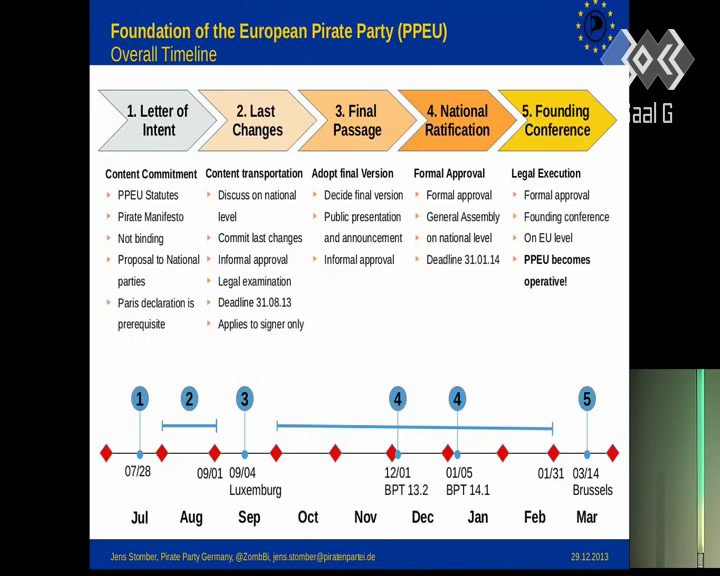 Foundation of the European Pirate Party (PPEU)
Overall Timeline
Saal G
1. Letter of
Intent
2. Last
Changes
3. Final
Passage
4. National
Ratification
5. Founding
Conference
Content Commitment
PPEU Statutes
Pirate Manifesto
Not binding
Proposal to National
parties
Paris declaration is
prerequisite
Content transportation
Discuss on national
level
Commit last changes
Informal approval
Legal examination
Deadline 31.08.13
Applies to signer only
Adopt final Version
Decide final version
Public presentation
and announcement
Informal approval
Formal Approval
Formal approval
General Assembly
on national level
Deadline 31.01.14
Legal Execution
Formal approval
Founding conference
On EU level
PPEU becomes
operative!
1 2 3 4 4 5
07/28 09/01 09/04 12/01 01/05 01/31 03/14
Luxemburg BPT 13.2 BPT 14.1 Brussels
Jul Aug Sep Oct Nov Dec Jan Feb Mar
Jens Stomber, Pirate Party Germany, @ZombBi, jens.stomber@piratenpartei.de 29.12.2013